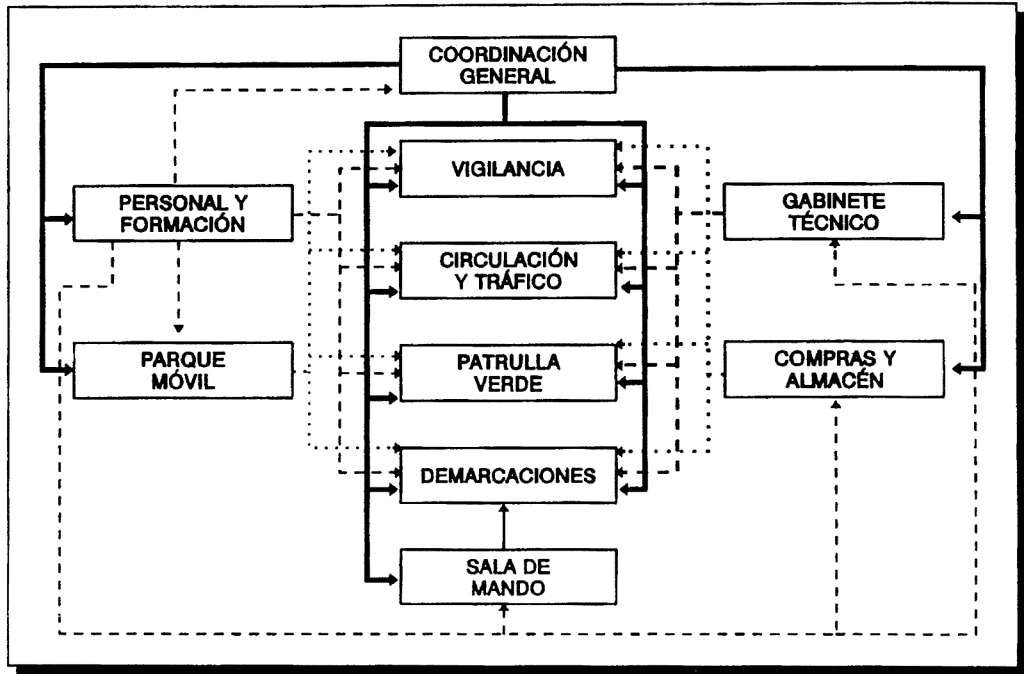 COORDINACIÓN
GENERAL
VIGILANCIA
PERSONAL Y
FORMACIÓN
GABINETE
TÉCNICO
CIRCULACIÓN
Y TRÁFICO
PARQUE
MÓVIL
PATRULLA
VERDE
COMPRAS Y
ALMACÉN
DEMARCACIONES
SALA DE
MANDO